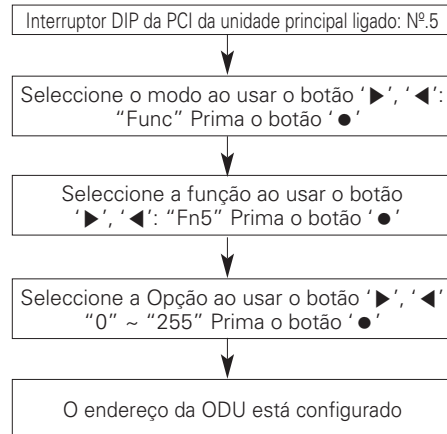 Interruptor DIP da PCI da unidade principal ligado: Nº.5
Seleccione o modo ao usar o botão ‘▶’, ‘◀’:
“Func” Prima o botão ‘●’
Seleccione a função ao usar o botão
‘▶’, ‘◀’: “Fn5” Prima o botão ‘●’
Seleccione a Opção ao usar o botão ‘▶’, ‘◀’
“0” ~ “255” Prima o botão ‘●’
O endereço da ODU está configurado